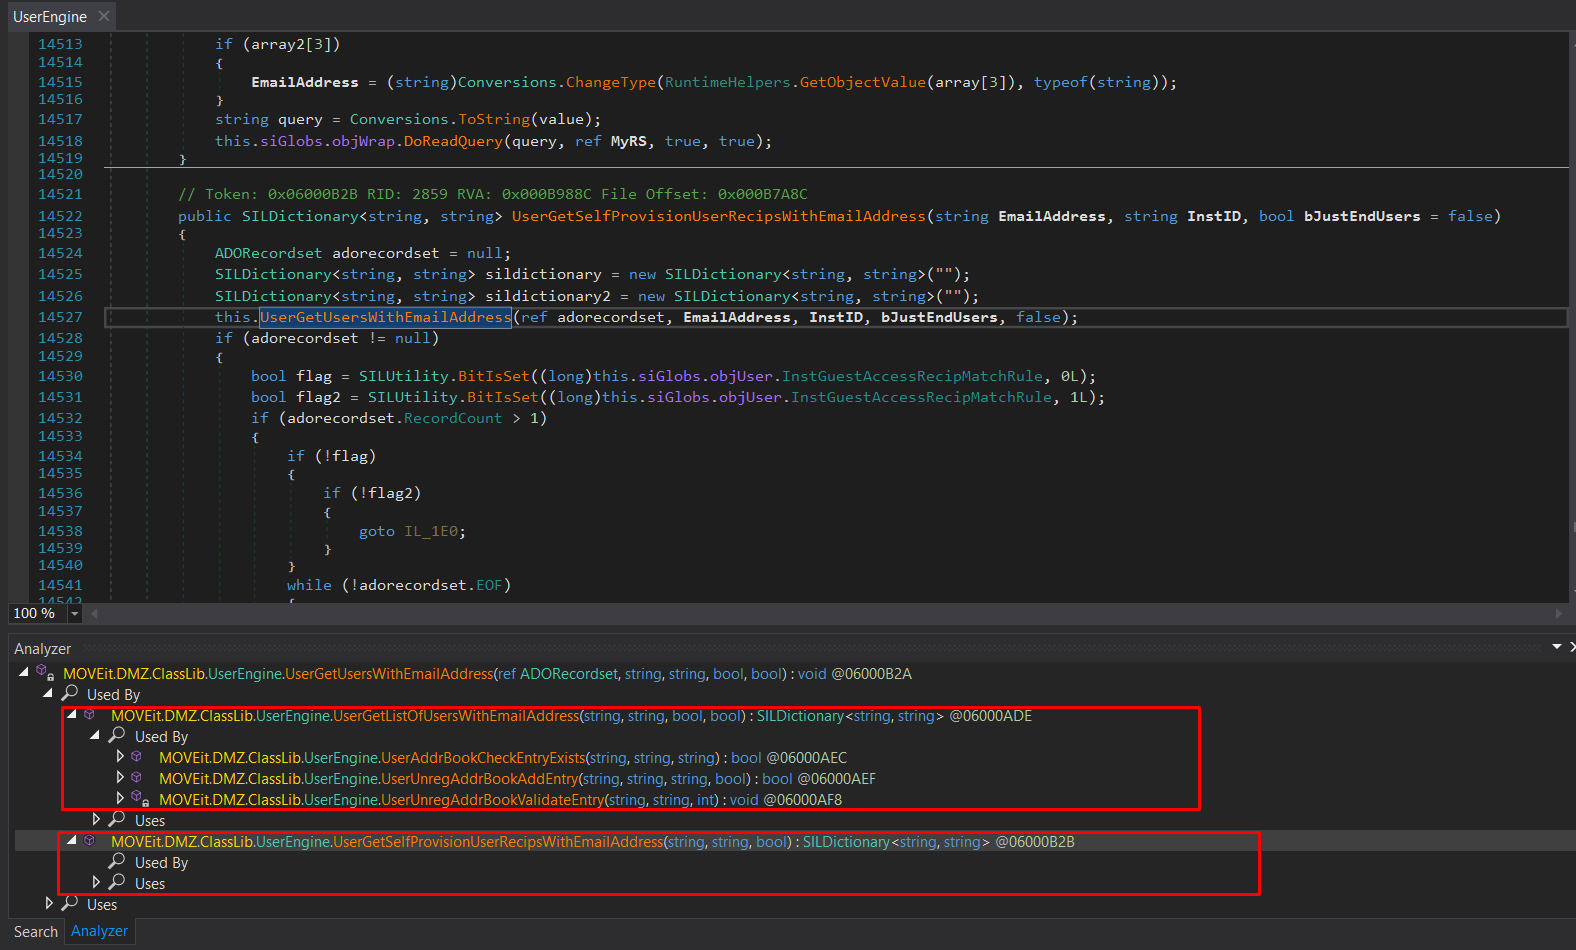 UserEngine
14513 if (array2[3])
14514 {
14515 EmailAddress = (string)Conversions.ChangeType(RuntimeHelpers.GetObjectValue(array[3]), typeof(string));
14516 }
14517 string query = Conversions.ToString(value);
14518 this.siGlobs.objWrap.DoReadQuery(query, ref MyRS, true, true);
14519 }
14520
14521 // Token: 0x06000B2B RID: 2859 RVA: 0x000B988C File Offset: 0x000B7A8C
14522 public SILDictionary<string, string> UserGetSelfProvisionUserRecipsWithEmailAddress(string EmailAddress, string InstID, bool bJustEndUsers = false)
14523 {
14524 ADORecordset adorecordset = null;
14525 SILDictionary<string, string> sildictionary = new SILDictionary<string, string>("");
14526 SILDictionary<string, string> sildictionary2 = new SILDictionary<string, string>("");
14527 this.UserGetUsersWithEmailAddress(ref adorecordset, EmailAddress, InstID, bJustEndUsers, false);
14528 if (adorecordset != null)
14529 {
14530 bool flag = SILUtility.BitIsSet((long)this.siGlobs.objUser.InstGuestAccessRecipMatchRule, 0L);
14531 bool flag2 = SILUtility.BitIsSet((long)this.siGlobs.objUser.InstGuestAccessRecipMatchRule, 1L);
14532 if (adorecordset.RecordCount > 1)
14533 {
14534 if (!flag)
14535 {
14536 if (!flag2)
14537 {
14538 goto IL_1E0;
14539 }
14540 }
14541 while (!adorecordset.EOF)
14542 {
100 %
Analyzer
MOVEit.DMZ.ClassLib.UserEngine.UserGetUsersWithEmailAddress(ref ADORecordset, string, string, bool, bool) : void @06000B2A
Used By
MOVEit.DMZ.ClassLib.UserEngine.UserGetListOfUsersWithEmailAddress(string, string, bool, bool) : SILDictionary<string, string> @06000ADE
Used By
MOVEit.DMZ.ClassLib.UserEngine.UserAddrBookCheckEntryExists(string, string, string) : bool @06000AEC
MOVEit.DMZ.ClassLib.UserEngine.UserUnregAddrBookAddEntry(string, string, string, bool) : bool @06000AEF
MOVEit.DMZ.ClassLib.UserEngine.UserUnregAddrBookValidateEntry(string, string, int) : void @06000AF8
Uses
MOVEit.DMZ.ClassLib.UserEngine.UserGetSelfProvisionUserRecipsWithEmailAddress(string, string, bool) : SILDictionary<string, string> @06000B2B
Used By
Uses
Uses
Search Analyzer